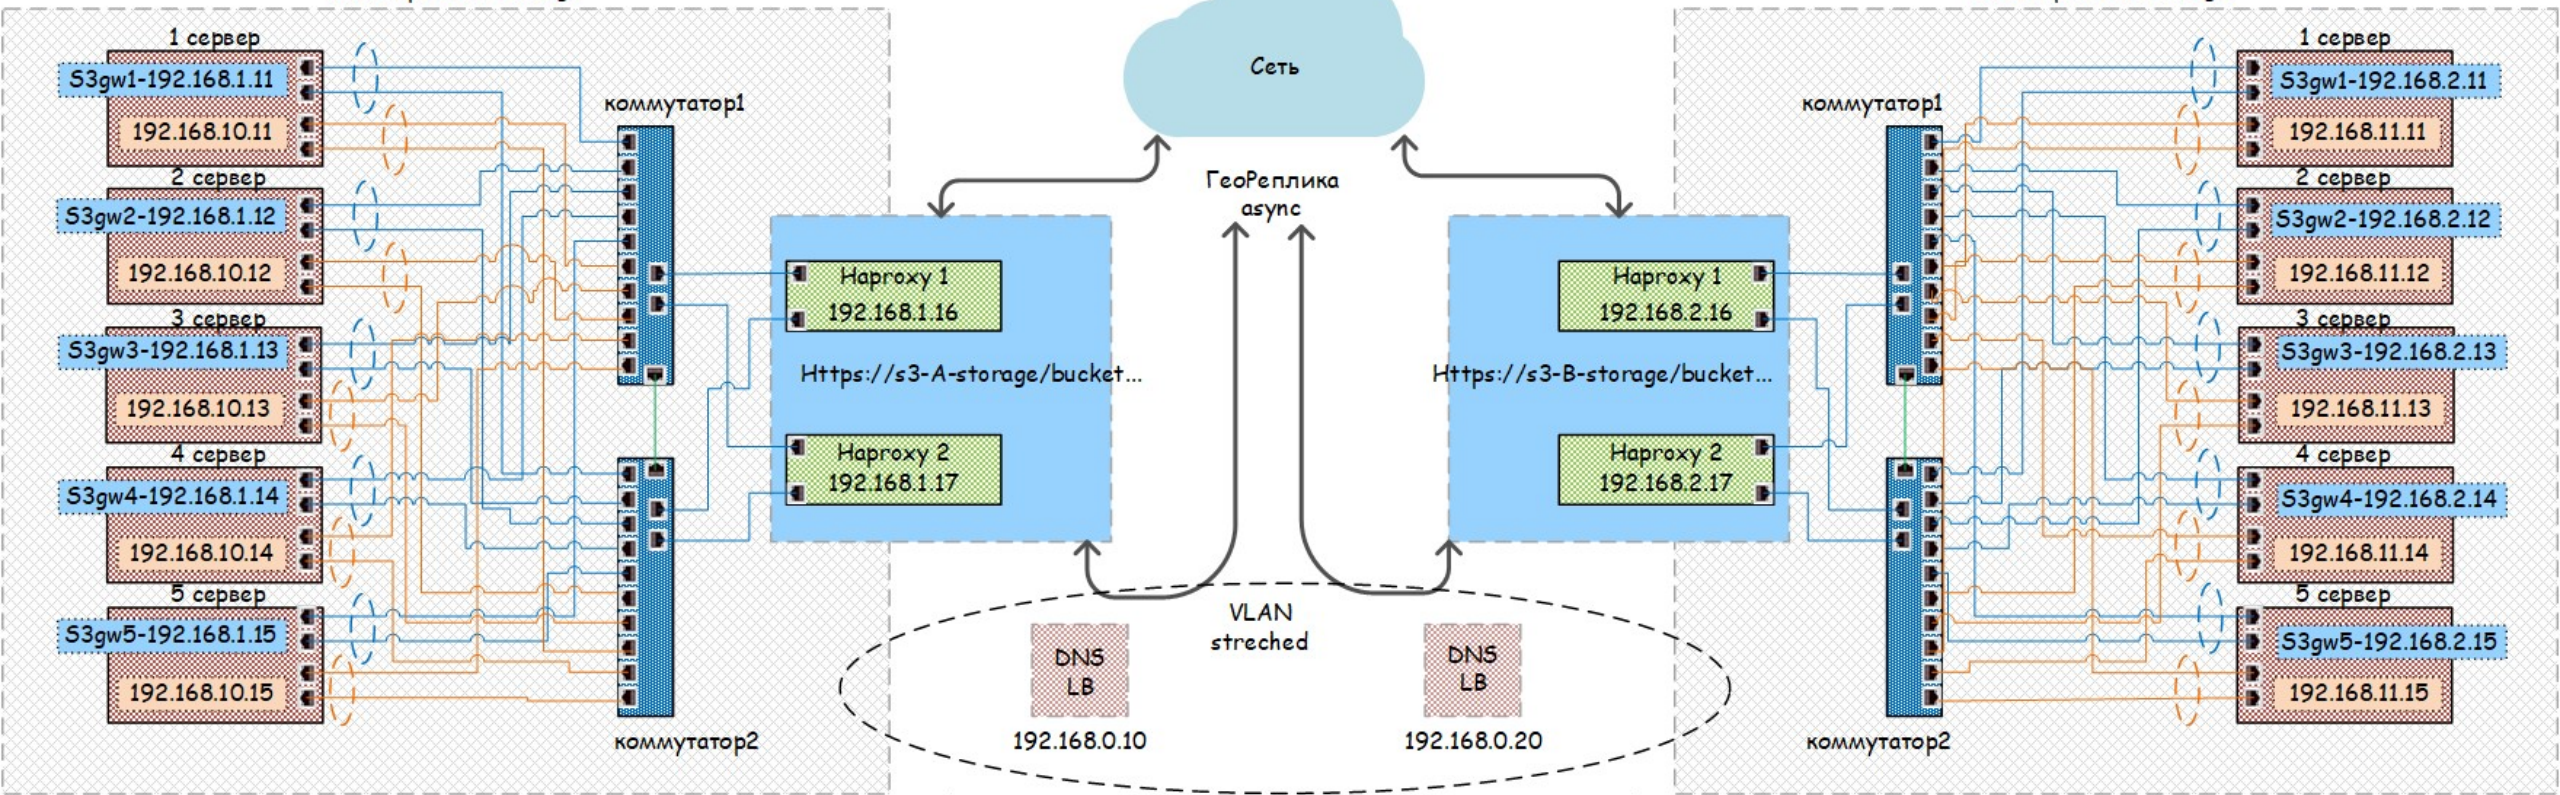 1 сервер
S3gw1-192.168.1.11
192.168.10.11
2 сервер
S3gw2-192.168.1.12
192.168.10.12
3 сервер
S3gw3-192.168.1.13
192.168.10.13
4 сервер
S3gw4-192.168.1.14
192.168.10.14
5 сервер
S3gw5-192.168.1.15
192.168.10.15
коммутатор1
коммутатор2
Haproxy 1
192.168.1.16
Https://s3-A-storage/bucket...
Haproxy 2
192.168.1.17
Сеть
ГеоРеплика
async
VLAN
streched
DNS
LB
192.168.0.10
DNS
LB
192.168.0.20
Haproxy 1
192.168.2.16
Https://s3-B-storage/bucket...
Haproxy 2
192.168.2.17
коммутатор1
коммутатор2
1 сервер
S3gw1-192.168.2.11
192.168.11.11
2 сервер
S3gw2-192.168.2.12
192.168.11.12
3 сервер
S3gw3-192.168.2.13
192.168.11.13
4 сервер
S3gw4-192.168.2.14
192.168.11.14
5 сервер
S3gw5-192.168.2.15
192.168.11.15